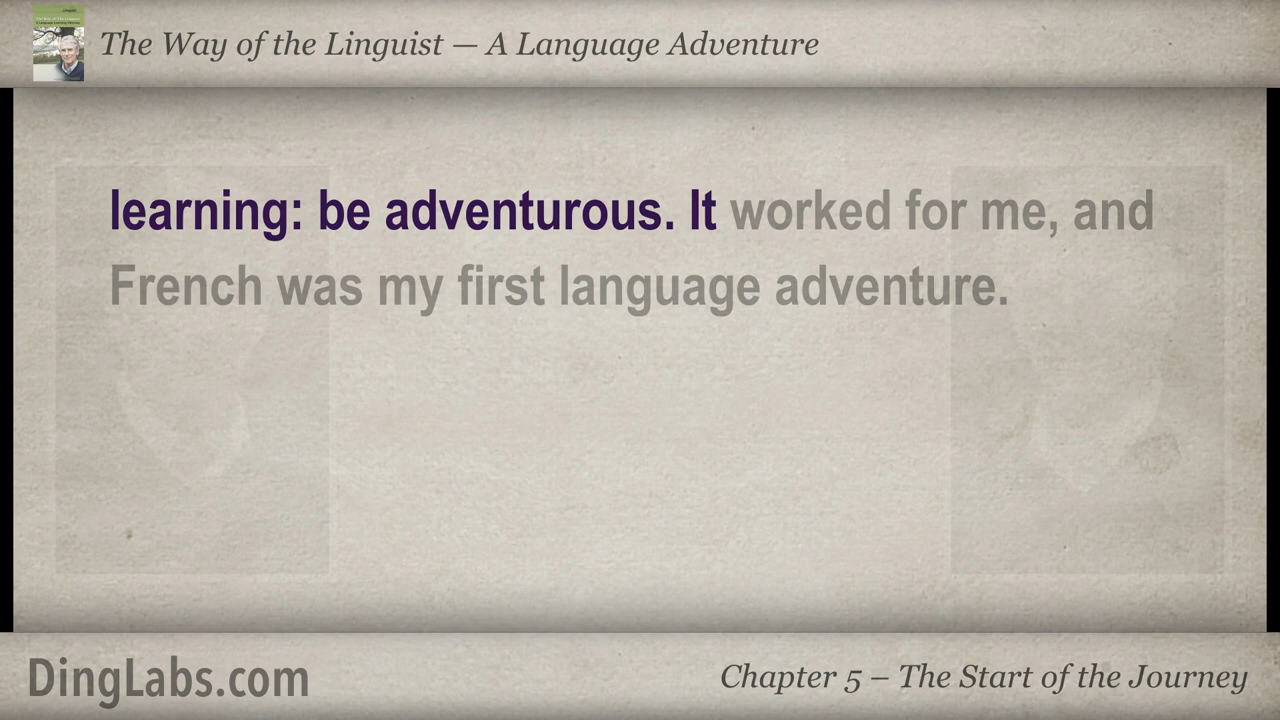 The Way of the Linguist — A Language Adventure
learning: be adventurous. It worked for me, and
French was my first language adventure.
DingLabs.com
Chapter 5 – The Start of the Journey